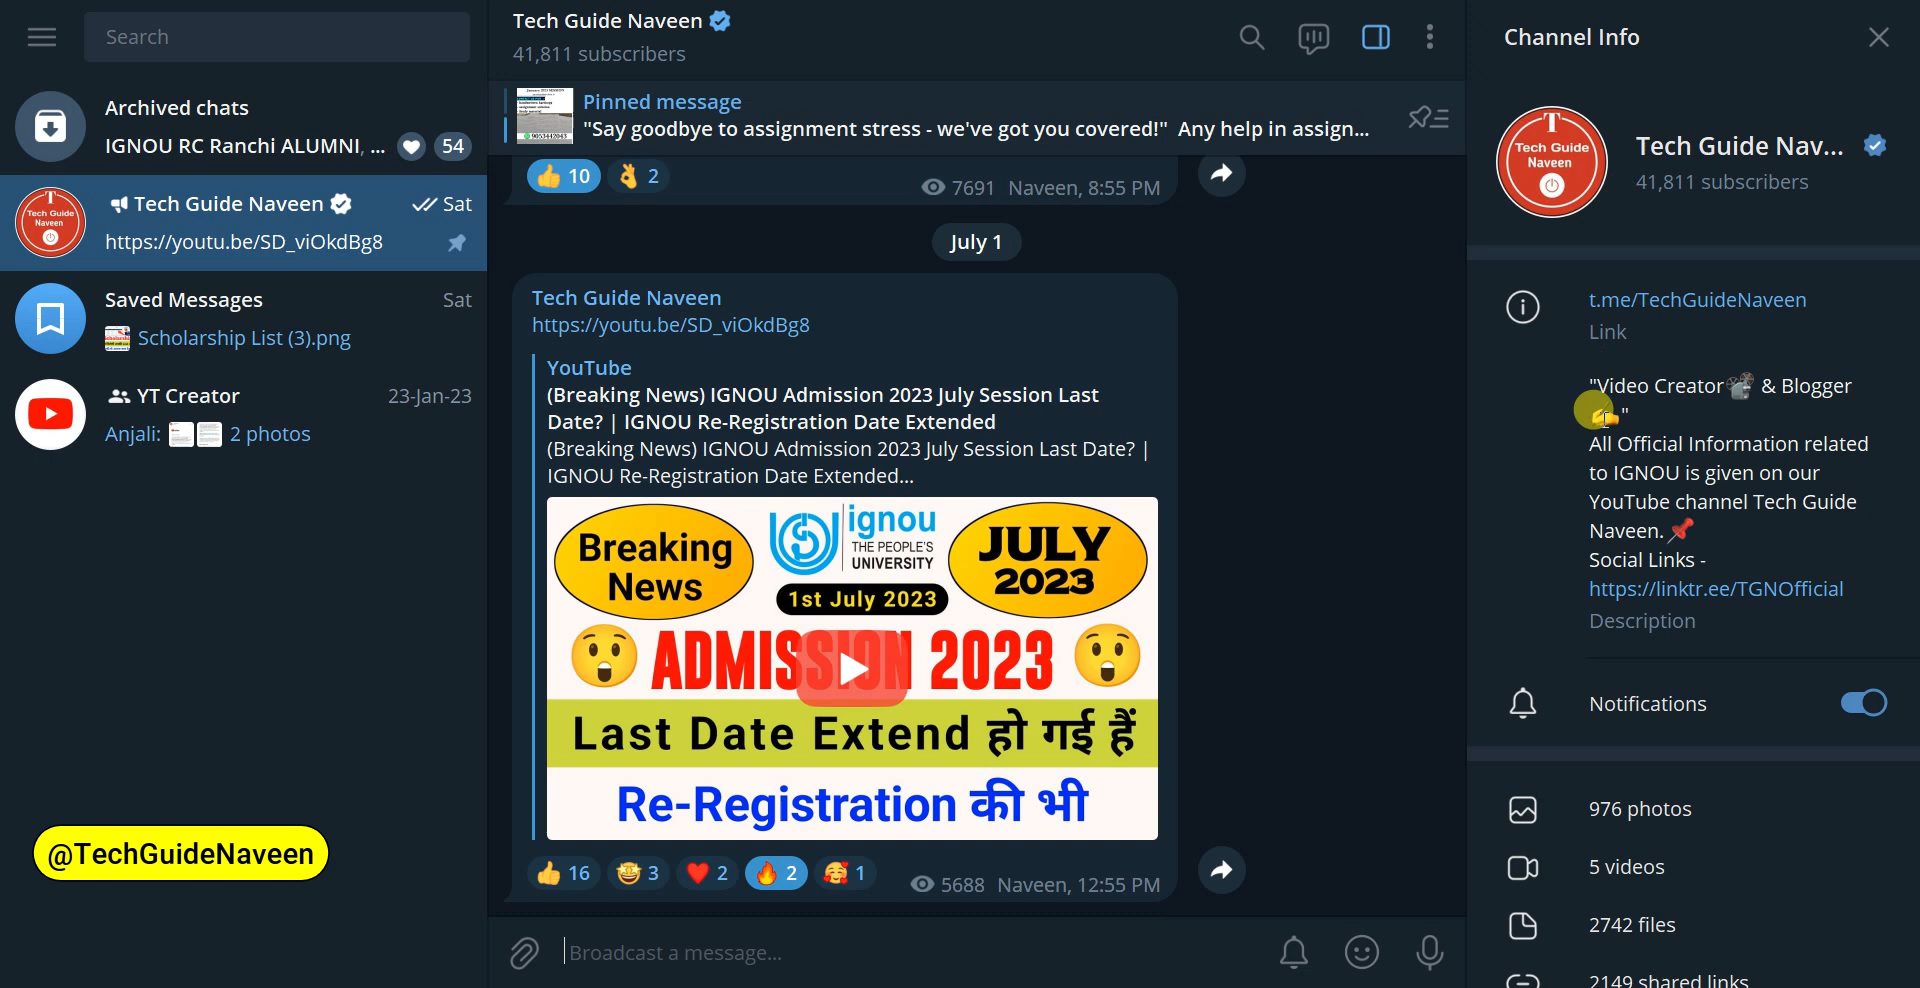 Search
Archived chats
IGNOU RC Ranchi ALUMNI, ...
54
Tech Guide Naveen
Sat
https://youtu.be/SD_viOkdBg8
Saved Messages
Sat
Scholarship List (3).png
YT Creator
23-Jan-23
Anjali: 2 photos
@TechGuideNaveen
Tech Guide Naveen
41,811 subscribers
Pinned message
"Say goodbye to assignment stress - we've got you covered!" Any help in assign...
9053442043
👍 10
👌 2
7691 Naveen, 8:55 PM
July 1
Tech Guide Naveen
https://youtu.be/SD_viOkdBg8
YouTube
(Breaking News) IGNOU Admission 2023 July Session Last
Date? | IGNOU Re-Registration Date Extended
(Breaking News) IGNOU Admission 2023 July Session Last Date? |
IGNOU Re-Registration Date Extended...
Breaking
News
ignou
THE PEOPLE'S
UNIVERSITY
JULY
2023
1st July 2023
ADMISSION 2023
Last Date Extend हो गई हैं
Re-Registration की भी
👍 16
🤩 3
❤️ 2
🔥 2
🥰 1
5688 Naveen, 12:55 PM
Broadcast a message...
Channel Info
T
Tech Guide
Naveen
Tech Guide Nav...
41,811 subscribers
t.me/TechGuideNaveen
Link
"Video Creator📽 & Blogger
✍"
All Official Information related
to IGNOU is given on our
YouTube channel Tech Guide
Naveen.📌
Social Links -
https://linktr.ee/TGNOfficial
Description
Notifications
976 photos
5 videos
2742 files
2149 shared links